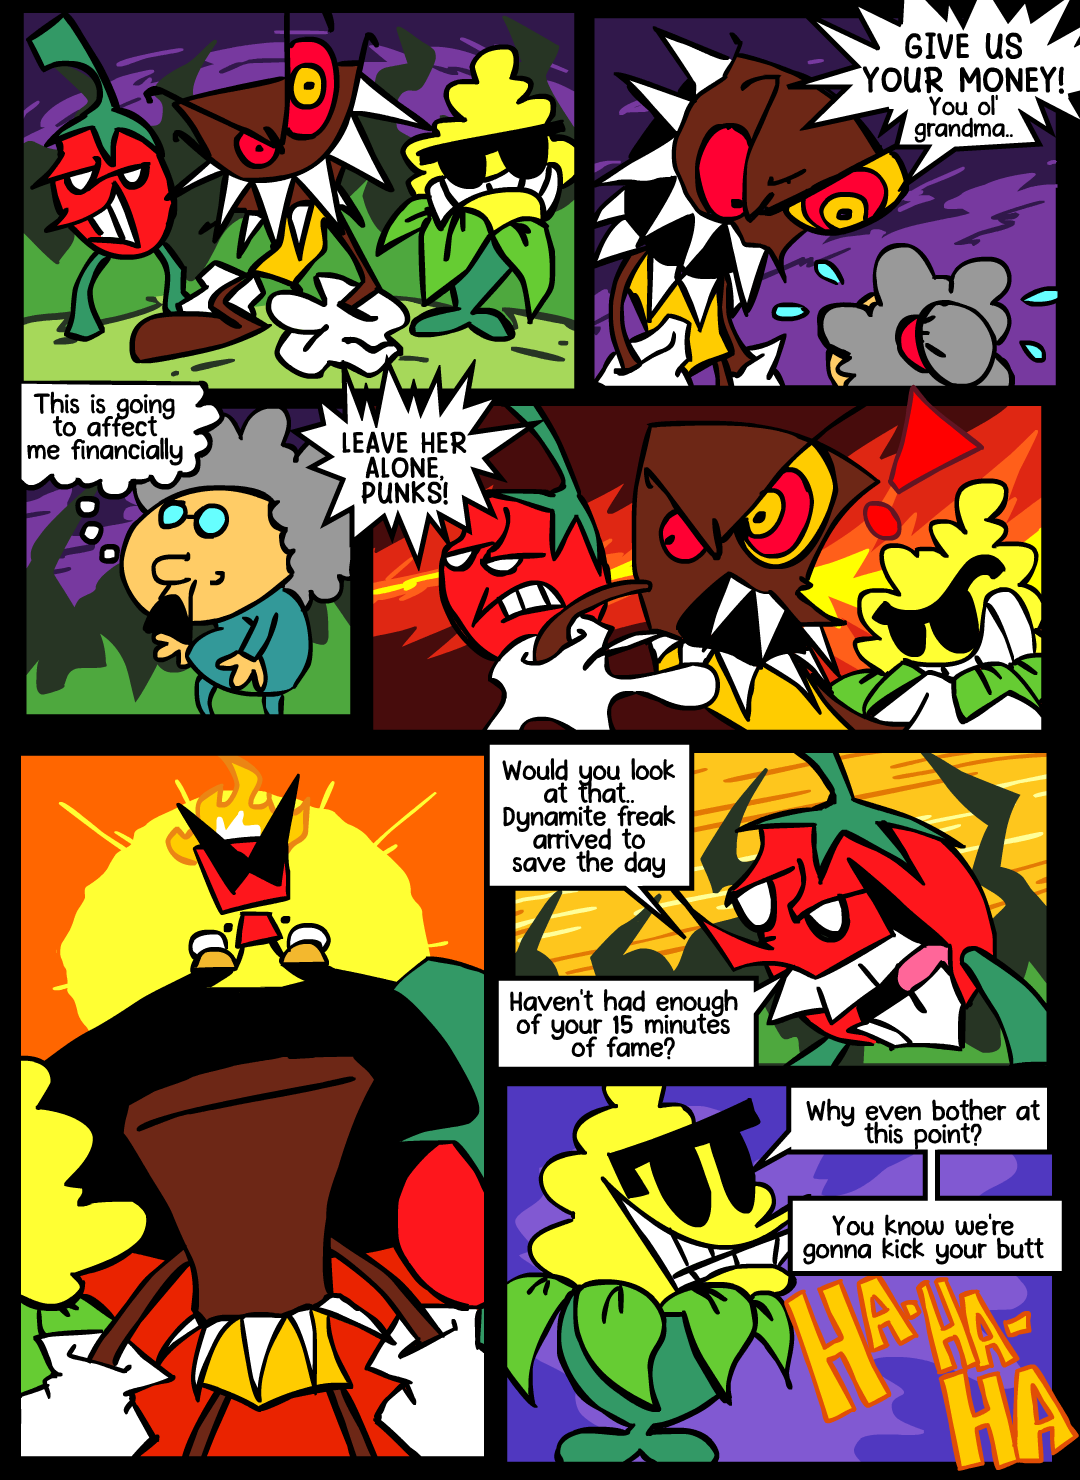 GIVE US
YOUR MONEY!
You ol'
grandma..
This is going
to affect
me financially
LEAVE HER
ALONE,
PUNKS!
Would you look
at that..
Dynamite freak
arrived to
save the day
Haven't had enough
of your 15 minutes
of fame?
Why even bother at
this point?
You know we're
gonna kick your butt
HA-HA-
HA-
HA